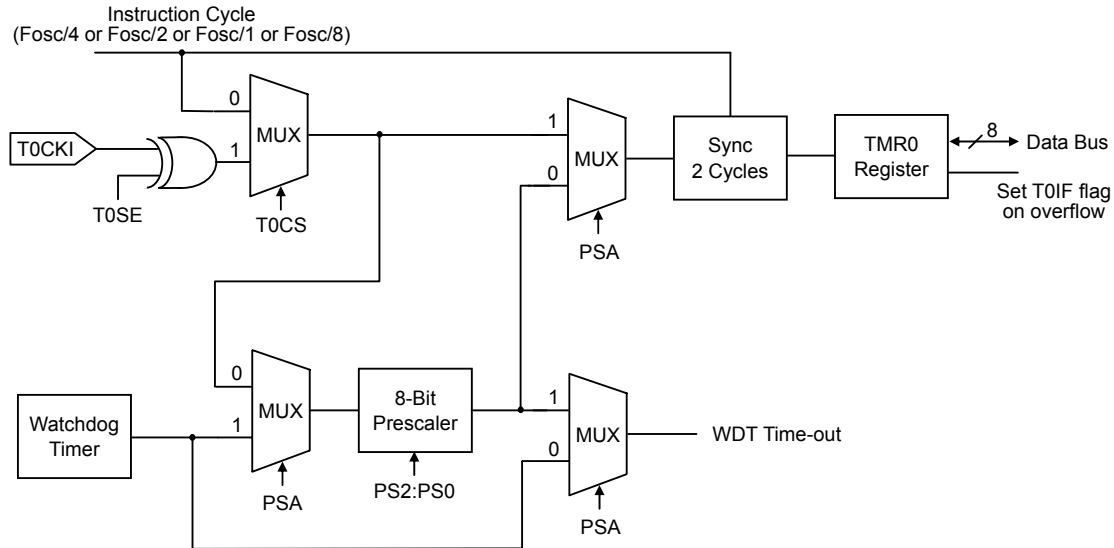 Instruction Cycle
(Fosc/4 or Fosc/2 or Fosc/1 or Fosc/8)
0
MUX
T0CKI
1
T0SE
T0CS
1
MUX
0
PSA
Sync
2 Cycles
TMR0
Register
8
Data Bus
Set T0IF flag
on overflow
0
MUX
1
PSA
Watchdog
Timer
8-Bit
Prescaler
PS2:PS0
1
MUX
0
PSA
WDT Time-out